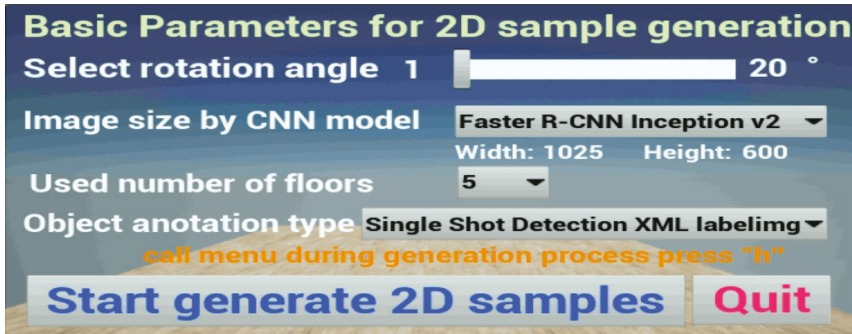 Basic Parameters for 2D sample generation
Select rotation angle 1 20 °
Image size by CNN model Faster R-CNN Inception v2
Width: 1025 Height: 600
Used number of floors 5
Object anotation type Single Shot Detection XML labelimg
call menu during generation process press "h"
Start generate 2D samples Quit